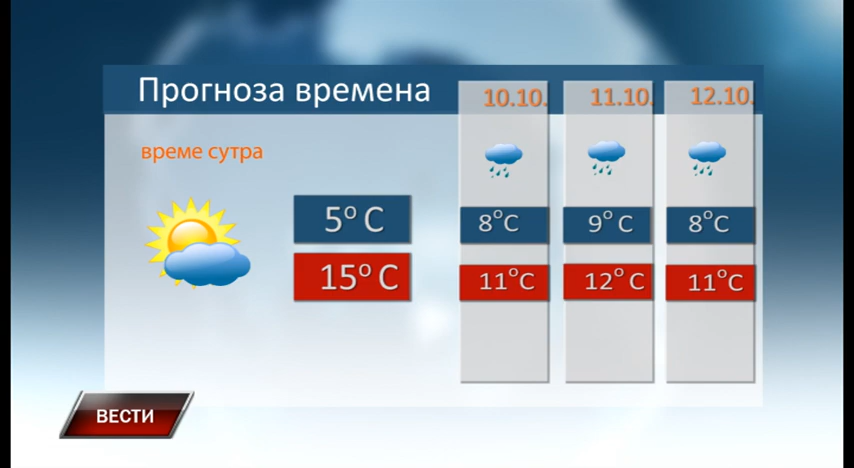 Прогноза времена
10.10.
11.10.
12.10.
време сутра
5°C
15°C
8°C
9°C
8°C
11°C
12°C
11°C
ВЕСТИ